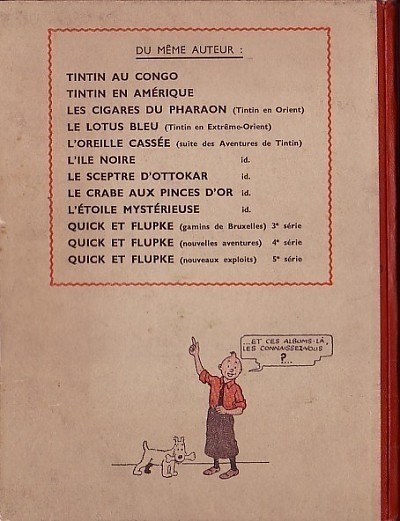 DU MÊME AUTEUR :
TINTIN AU CONGO
TINTIN EN AMÉRIQUE
LES CIGARES DU PHARAON (Tintin en Orient)
LE LOTUS BLEU (Tintin en Extrême-Orient)
L'OREILLE CASSÉE (suite des Aventures de Tintin)
L'ILE NOIRE id.
LE SCEPTRE D'OTTOKAR id.
LE CRABE AUX PINCES D'OR id.
L'ÉTOILE MYSTÉRIEUSE id.
QUICK ET FLUPKE (gamins de Bruxelles) 3e série
QUICK ET FLUPKE (nouvelles aventures) 4e série
QUICK ET FLUPKE (nouveaux exploits) 5e série
...ET CES ALBUMS-LÀ,
LES CONNAISSEZ-VOUS
?...